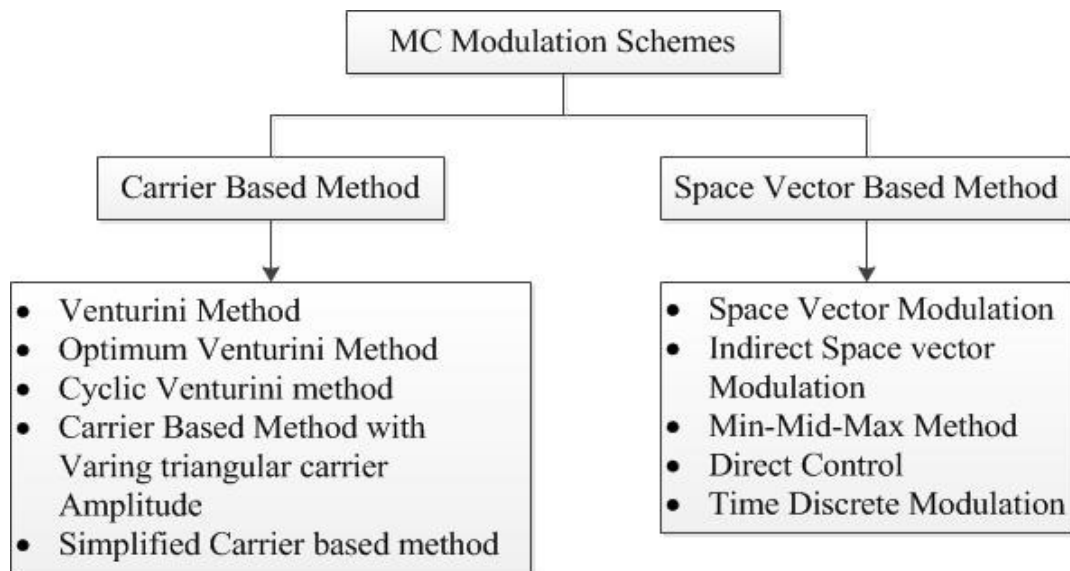 MC Modulation Schemes
Carrier Based Method
Space Vector Based Method
• Venturini Method
• Optimum Venturini Method
• Cyclic Venturini method
• Carrier Based Method with
Varing triangular carrier
Amplitude
• Simplified Carrier based method
• Space Vector Modulation
• Indirect Space vector
Modulation
• Min-Mid-Max Method
• Direct Control
• Time Discrete Modulation